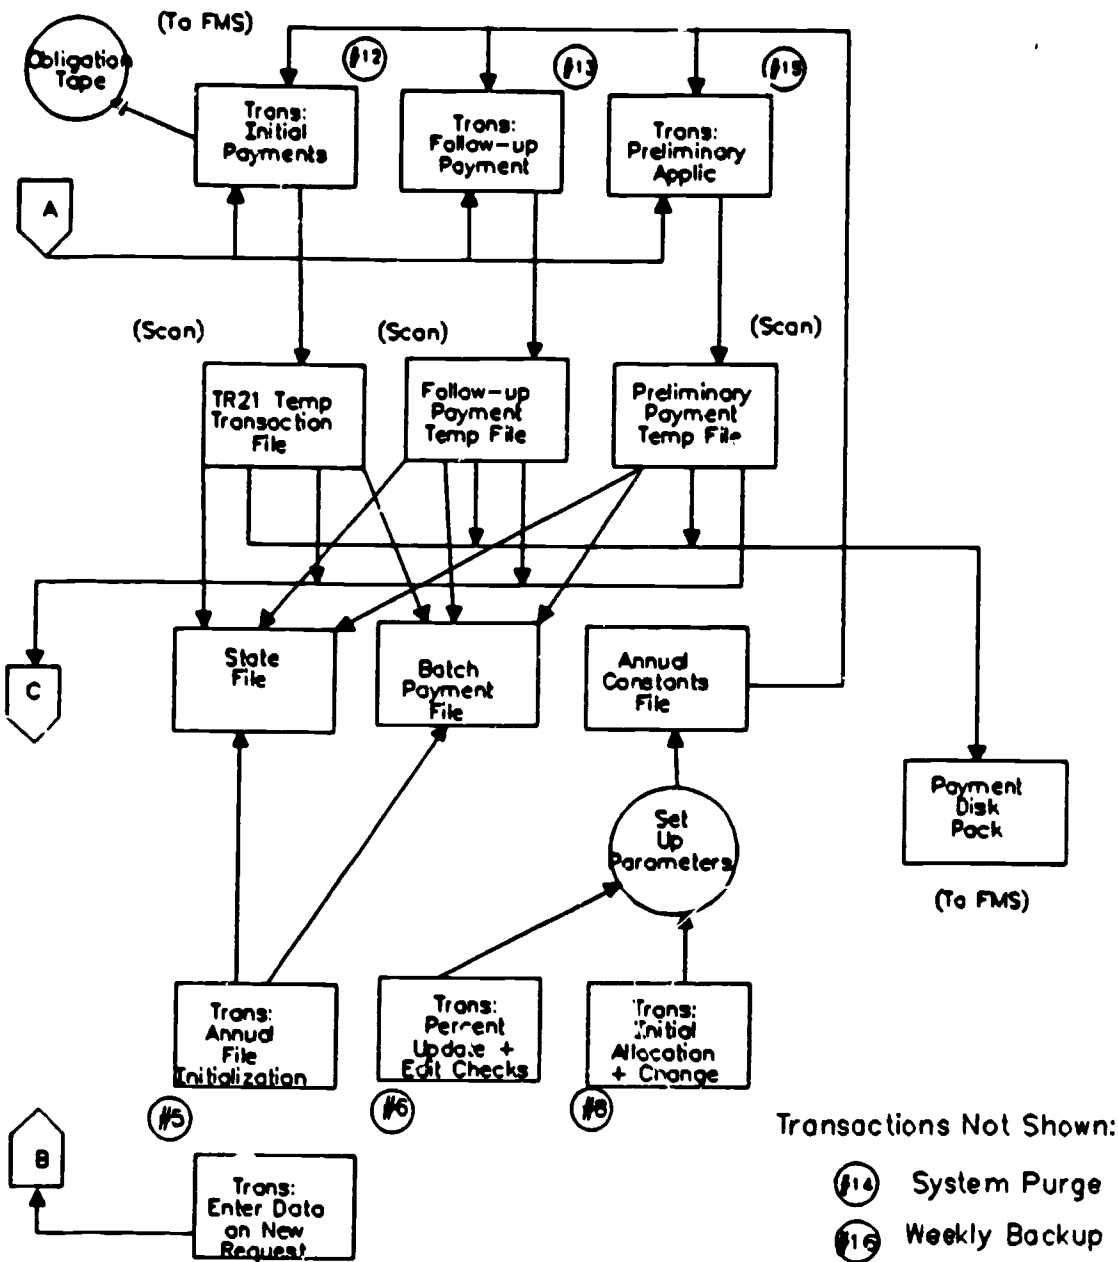 (To FMS)
Obligation
Tape
#12
#13
#15
Trans:
Initial
Payments
Trans:
Follow-up
Payment
Trans:
Preliminary
Applic
A
(Scan)
(Scan)
(Scan)
TR21 Temp
Transaction
File
Follow-up
Payment
Temp File
Preliminary
Payment
Temp File
State
File
Batch
Payment
File
Annual
Constants
File
C
Payment
Disk
Pack
(To FMS)
Set
Up
Parameters
Trans:
Annual
File
Initialization
Trans:
Percent
Update +
Edit Checks
Trans:
Initial
Allocation
+ Change
#5
#6
#8
B
Trans:
Enter Data
on New
Request
Transactions Not Shown:
#14 System Purge
#16 Weekly Backup